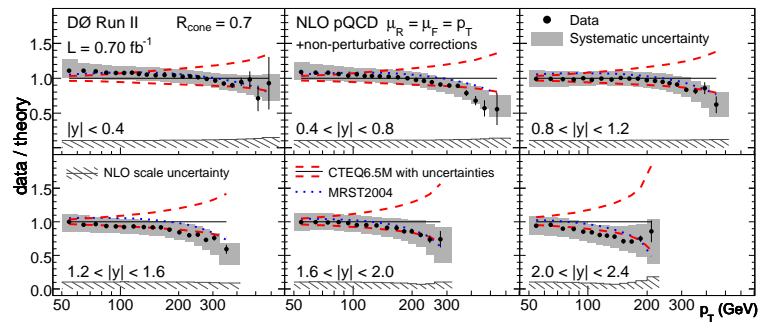 DØ Run II
R_cone = 0.7
L = 0.70 fb⁻¹
|y| < 0.4
NLO pQCD μ_R = μ_F = p_T
+non-perturbative corrections
0.4 < |y| < 0.8
Data
Systematic uncertainty
0.8 < |y| < 1.2
1.5
1.0
0.5
data / theory
NLO scale uncertainty
1.2 < |y| < 1.6
CTEQ6.5M with uncertainties
MRST2004
1.6 < |y| < 2.0
2.0 < |y| < 2.4
1.5
1.0
0.5
0.0
50 100 200 300
50 100 200 300
50 100 200 300
p_T (GeV)